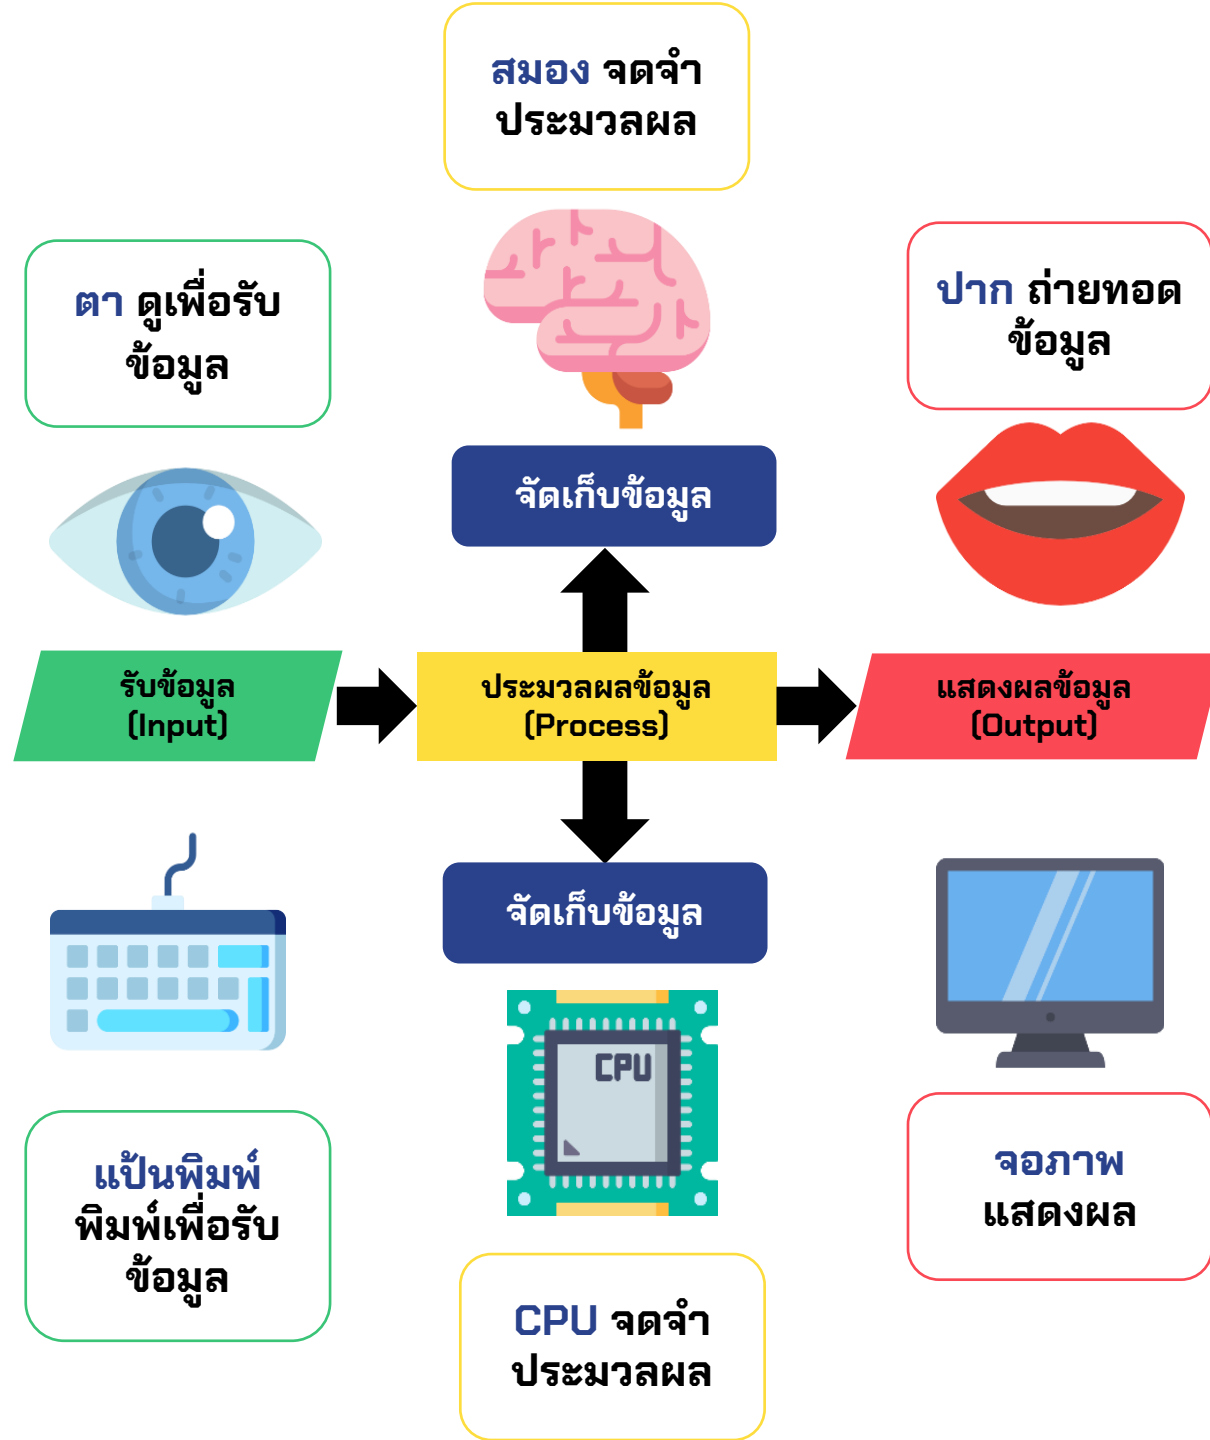 สมอง จดจำ
ประมวลผล
ตา ดูเพื่อรับ
ข้อมูล
ปาก ถ่ายทอด
ข้อมูล
จัดเก็บข้อมูล
รับข้อมูล
(Input)
ประมวลผลข้อมูล
(Process)
แสดงผลข้อมูล
(Output)
จัดเก็บข้อมูล
CPU
แป้นพิมพ์
พิมพ์เพื่อรับ
ข้อมูล
จอภาพ
แสดงผล
CPU จดจำ
ประมวลผล